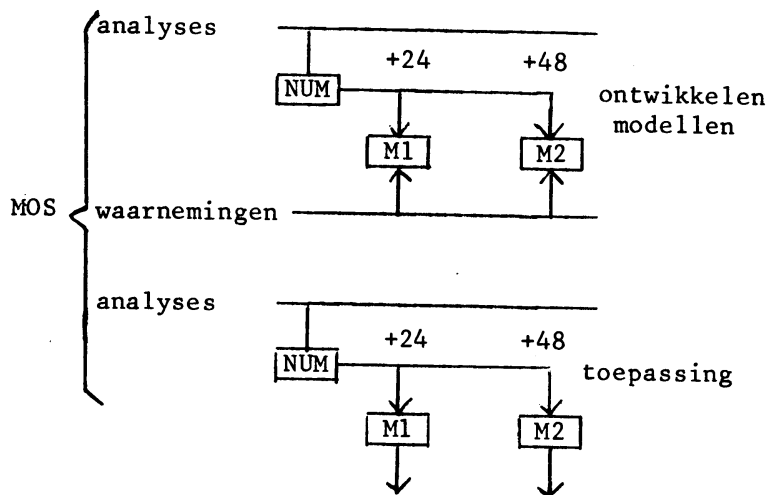 analyses
+24 +48
NUM
ontwikkelen
modellen
M1 M2
MOS
waarnemingen
analyses
+24 +48
NUM
toepassing
M1 M2